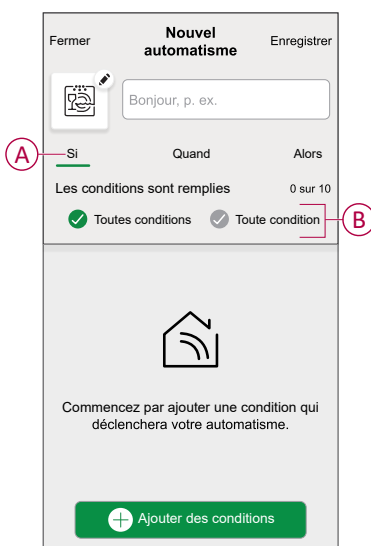 Fermer
Nouvel
automatisme
Enregistrer
Bonjour, p. ex.
A
Si
Quand
Alors
Les conditions sont remplies
0 sur 10
Toutes conditions
Toute condition
B
Commencez par ajouter une condition qui
déclenchera votre automatisme.
Ajouter des conditions